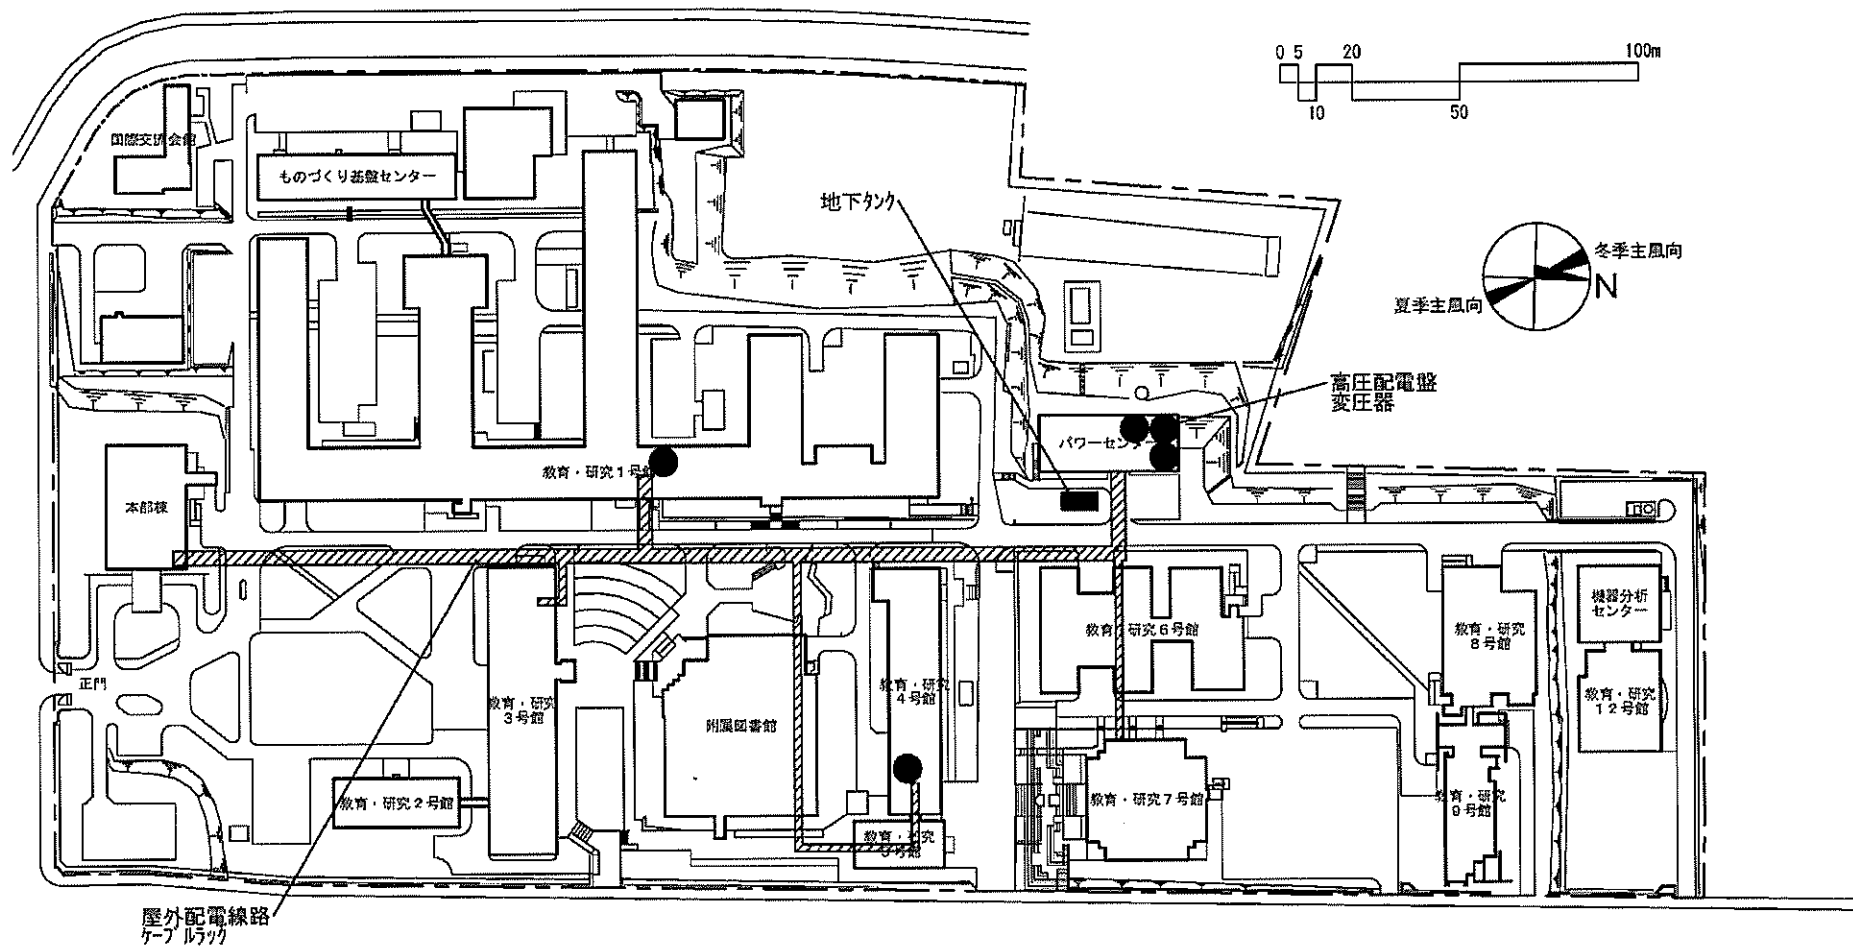 0 5 20 100m
10 50
国際交流会館
ものづくり基盤センター
地下タンク
冬季主風向
N
夏季主風向
高圧配電盤
変圧器
パワーセンター
教育・研究1号館
本部棟
機器分析
センター
教育・研究6号館
教育・研究
8号館
正門
教育・研究
3号館
教育・研究
4号館
教育・研究
12号館
附属図書館
教育・研究2号館
教育・研究7号館
教育・研究
9号館
教育・研究
5号館
屋外配電線路
ケーブルラック